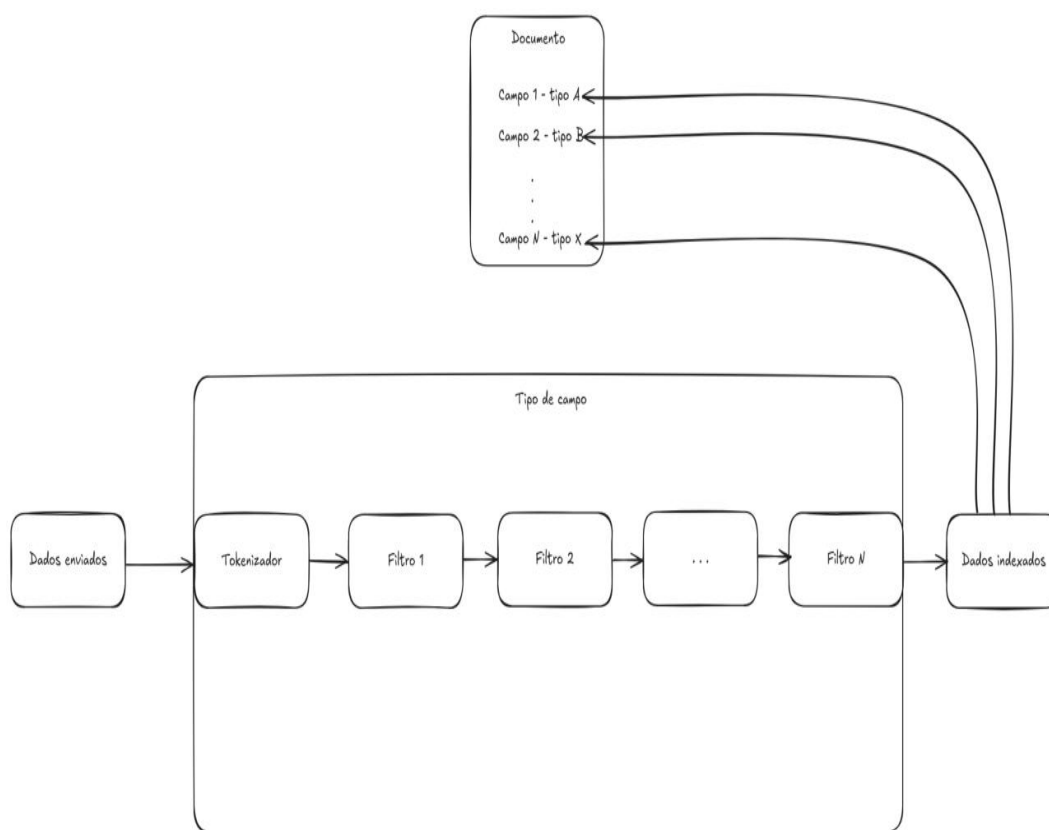 Documento
Campo 1 - tipo A
Campo 2 - tipo B
.
.
.
Campo N - tipo X
Tipo de campo
Dados enviados
Tokenizador
Filtro 1
Filtro 2
...
Filtro N
Dados indexados